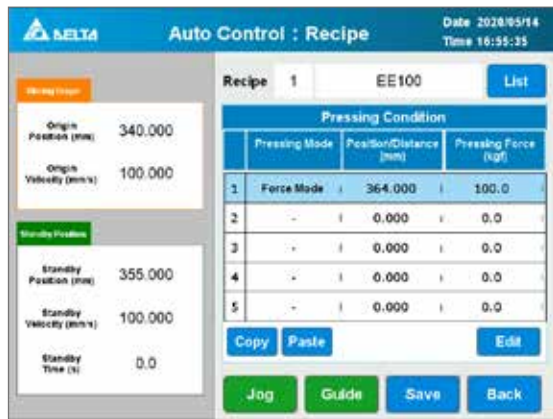 DELTA
Auto Control : Recipe
Date 2020/05/14
Time 16:55:35
Origin
Position (mm) 340.000
Origin
Velocity (mm/s) 100.000
Standby Position
Standby
Position (mm) 355.000
Standby
Velocity (mm/s) 100.000
Standby
Time (s) 0.0
Recipe 1 EE100 List
Pressing Condition
Pressing Mode Position/Distance (mm) Pressing Force (kgf)
1 Force Mode 364.000 100.0
2 - 0.000 0.0
3 - 0.000 0.0
4 - 0.000 0.0
5 - 0.000 0.0
Copy Paste Edit
Jog Guide Save Back